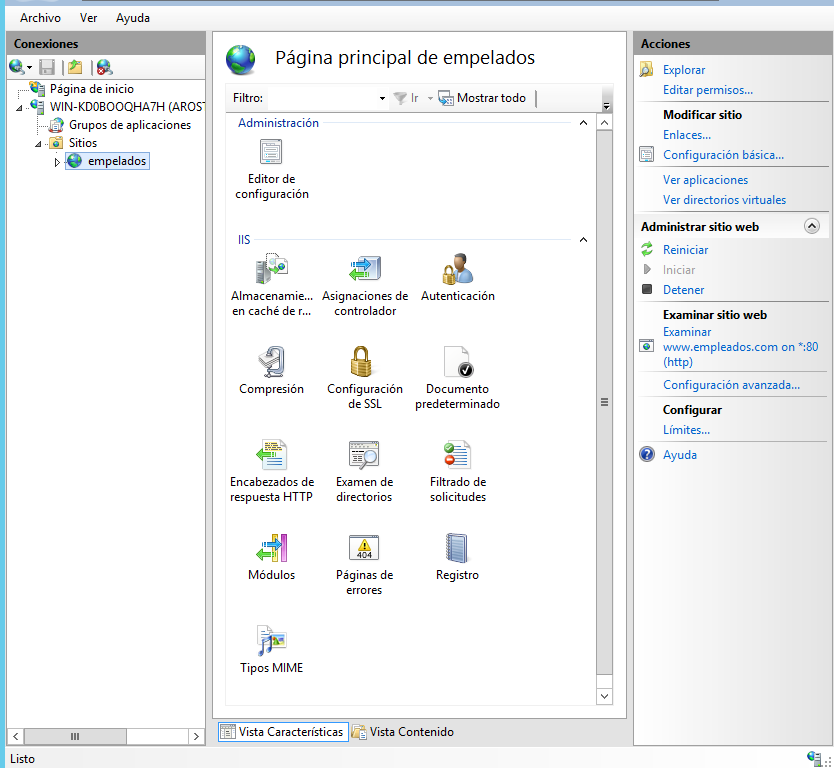 Archivo Ver Ayuda
Conexiones
Página de inicio
WIN-KD0BOOQHA7H (AROST
Grupos de aplicaciones
Sitios
empelados
Página principal de empelados
Filtro: Ir Mostrar todo
Administración
Editor de
configuración
IIS
Almacenamie...
en caché de r...
Asignaciones de
controlador
Autenticación
Compresión
Configuración
de SSL
Documento
predeterminado
Encabezados de
respuesta HTTP
Examen de
directorios
Filtrado de
solicitudes
Módulos
404
Páginas de
errores
Registro
Tipos MIME
Vista Características Vista Contenido
Acciones
Explorar
Editar permisos...
Modificar sitio
Enlaces...
Configuración básica...
Ver aplicaciones
Ver directorios virtuales
Administrar sitio web
Reiniciar
Iniciar
Detener
Examinar sitio web
Examinar
www.empleados.com on *:80
(http)
Configuración avanzada...
Configurar
Límites...
Ayuda
Listo